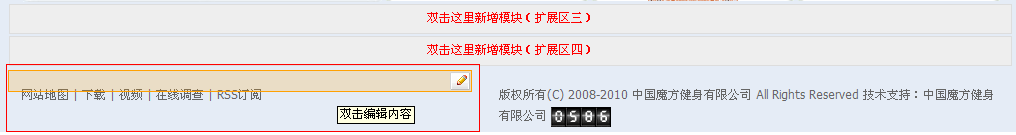 双击这里新增模块（扩展区三）
双击这里新增模块（扩展区四）
网站地图 | 下载 | 视频 | 在线调查 | RSS订阅
双击编辑内容
版权所有(C) 2008-2010 中国魔方健身有限公司 All Rights Reserved 技术支持：中国魔方健身
有限公司 0586